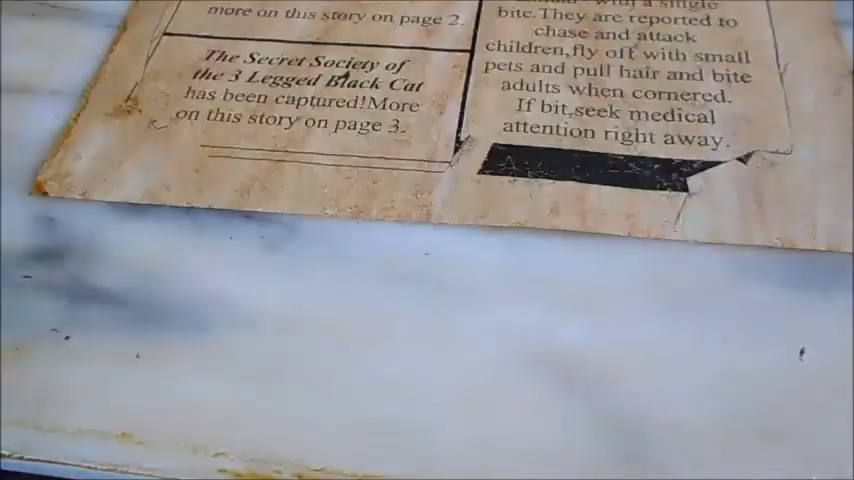 more on this story on page 2.
The Secret Society of
the 3 Legged Black Cat
has been captured!More
on this story on page 3.
with a single
bite.They are reported to
chase and attack
children,fly off with small
pets and pull hair and bite
adults when cornered.
If bit,seek medical
attention right away.